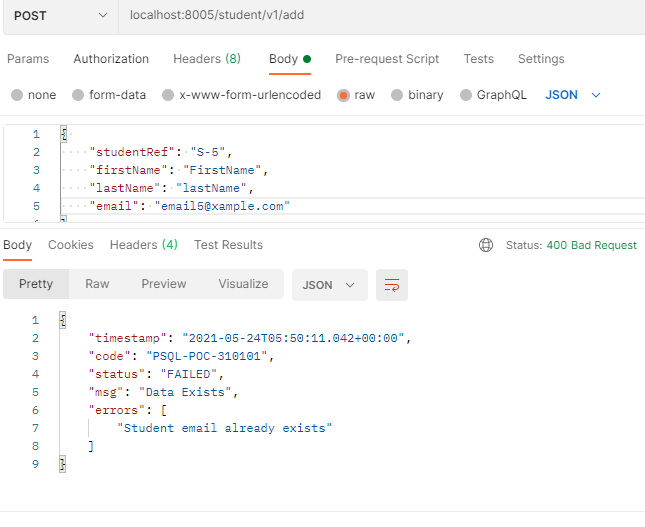 POST localhost:8005/student/v1/add
Params Authorization Headers (8) Body Pre-request Script Tests Settings
none form-data x-www-form-urlencoded raw binary GraphQL JSON
1 {
2 "studentRef": "S-5",
3 "firstName": "FirstName",
4 "lastName": "lastName",
5 "email": "email5@xample.com"
Body Cookies Headers (4) Test Results Status: 400 Bad Request
Pretty Raw Preview Visualize JSON
1 {
2 "timestamp": "2021-05-24T05:50:11.042+00:00",
3 "code": "PSQL-POC-310101",
4 "status": "FAILED",
5 "msg": "Data Exists",
6 "errors": [
7 "Student email already exists"
8 ]
9 }